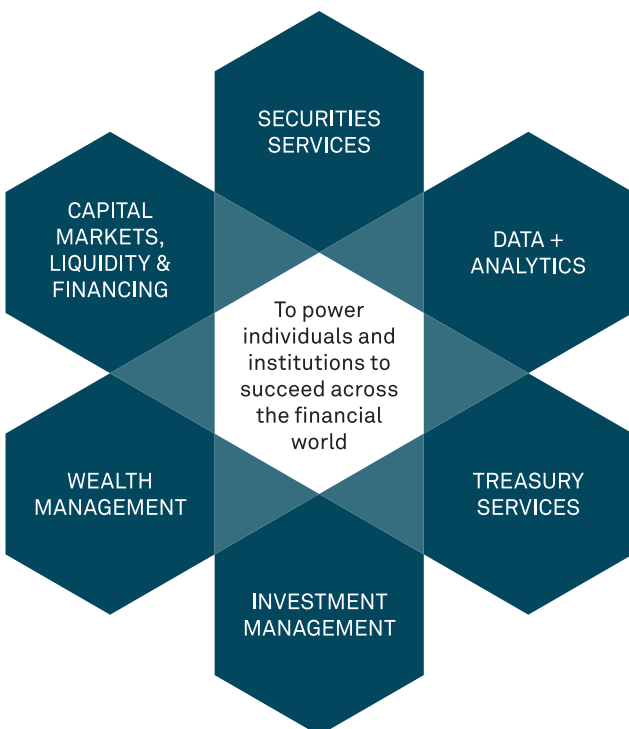 SECURITIES
SERVICES
CAPITAL
MARKETS,
LIQUIDITY &
FINANCING
DATA +
ANALYTICS
To power
individuals and
institutions to
succeed across
the financial
world
WEALTH
MANAGEMENT
TREASURY
SERVICES
INVESTMENT
MANAGEMENT